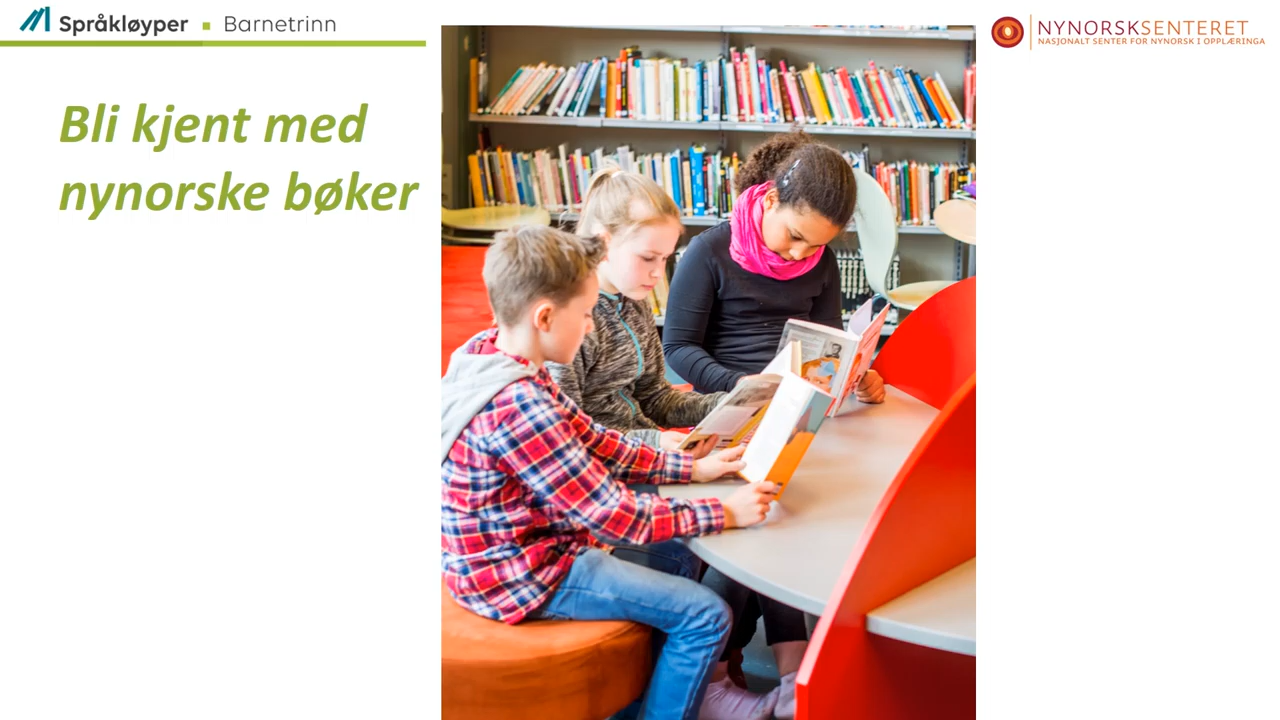 Språkløyper ▪ Barnetrinn
NYNORSKSENTERET
NASJONALT SENTER FOR NYNORSK I OPPLÆRINGA
Bli kjent med
nynorske bøker